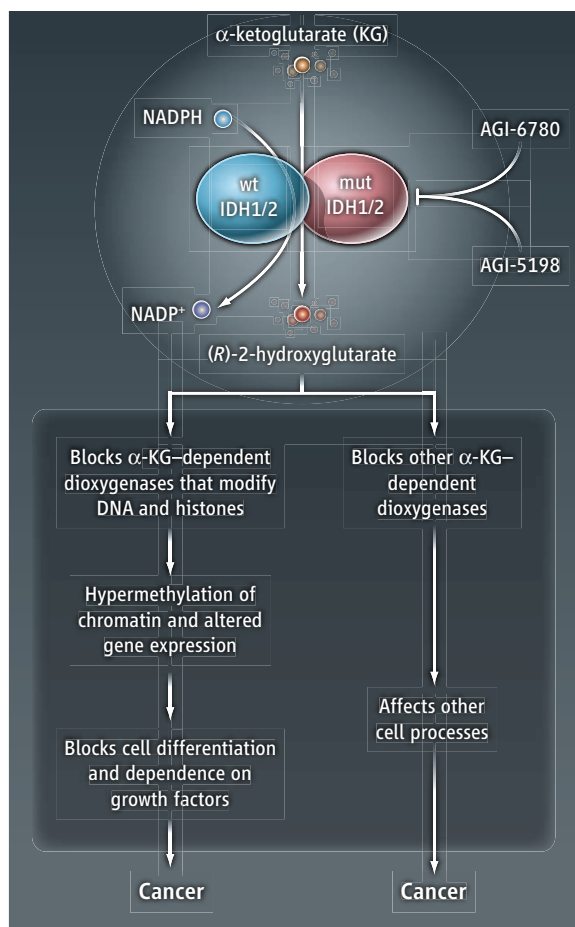 α-ketoglutarate (KG)
NADPH
AGI-6780
wt
IDH1/2
mut
IDH1/2
AGI-5198
NADP⁺
(R)-2-hydroxyglutarate
Blocks α-KG–dependent
dioxygenases that modify
DNA and histones
Blocks other α-KG–
dependent
dioxygenases
Hypermethylation of
chromatin and altered
gene expression
Affects other
cell processes
Blocks cell differentiation
and dependence on
growth factors
Cancer
Cancer